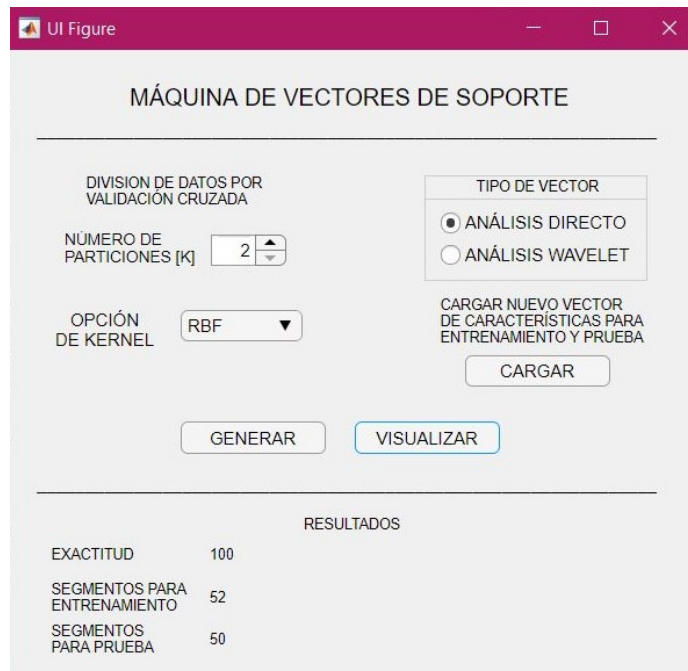 UI Figure
MÁQUINA DE VECTORES DE SOPORTE
DIVISION DE DATOS POR
VALIDACIÓN CRUZADA
NÚMERO DE
PARTICIONES [K]
2
OPCIÓN
DE KERNEL
RBF
TIPO DE VECTOR
ANÁLISIS DIRECTO
ANÁLISIS WAVELET
CARGAR NUEVO VECTOR
DE CARACTERÍSTICAS PARA
ENTRENAMIENTO Y PRUEBA
CARGAR
GENERAR
VISUALIZAR
RESULTADOS
EXACTITUD 100
SEGMENTOS PARA
ENTRENAMIENTO
52
SEGMENTOS
PARA PRUEBA
50